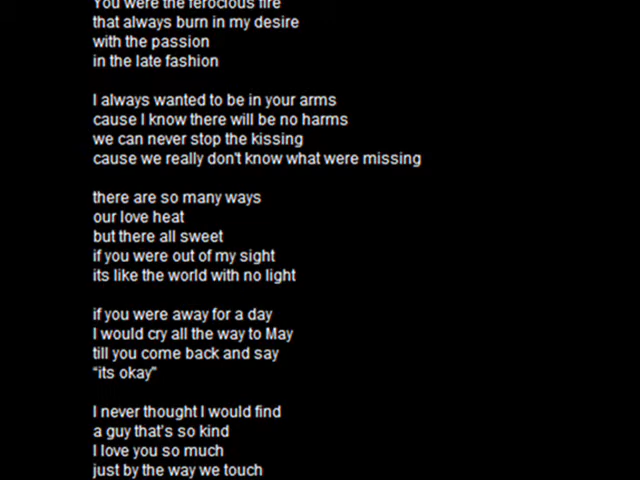 You were the ferocious fire
that always burn in my desire
with the passion
in the late fashion
I always wanted to be in your arms
cause I know there will be no harms
we can never stop the kissing
cause we really don't know what were missing
there are so many ways
our love heat
but there all sweet
if you were out of my sight
its like the world with no light
if you were away for a day
I would cry all the way to May
till you come back and say
“its okay”
I never thought I would find
a guy that's so kind
I love you so much
just by the way we touch